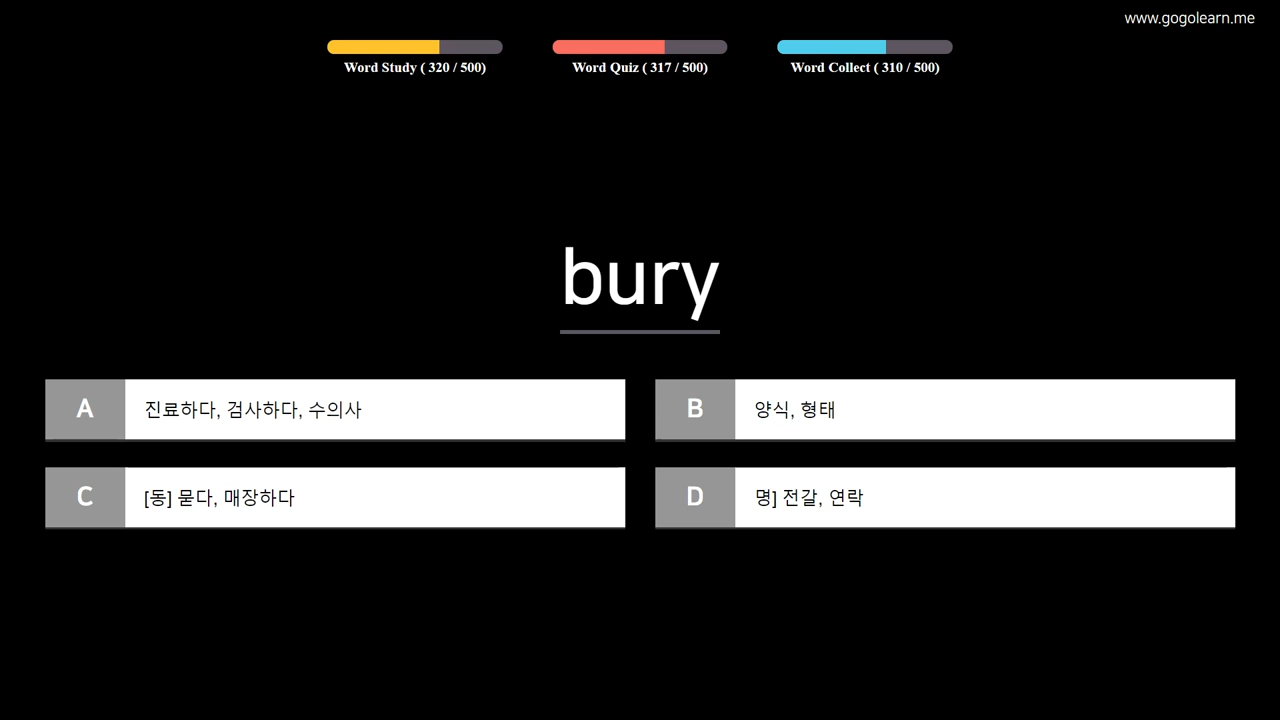 www.gogolearn.me
Word Study ( 320 / 500)
Word Quiz ( 317 / 500)
Word Collect ( 310 / 500)
bury
A 진료하다, 검사하다, 수의사
B 양식, 형태
C [동] 묻다, 매장하다
D 명] 전갈, 연락